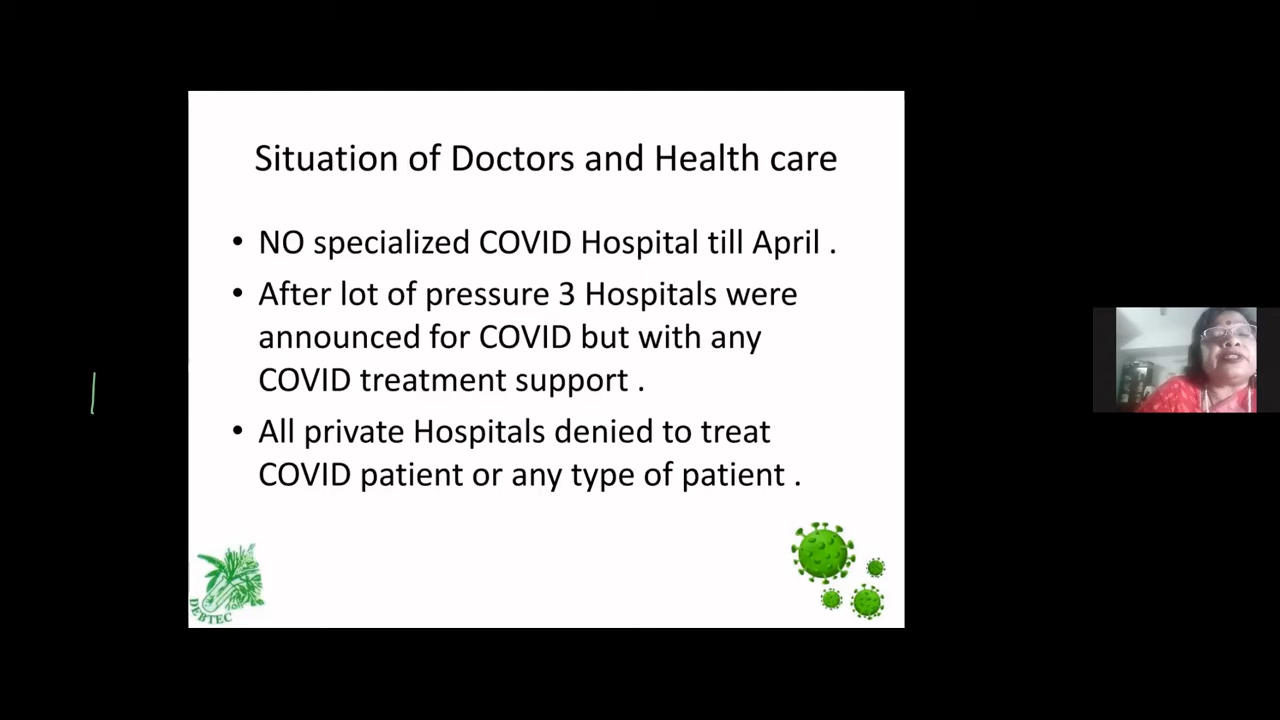 Situation of Doctors and Health care
• NO specialized COVID Hospital till April .
• After lot of pressure 3 Hospitals were
announced for COVID but with any
COVID treatment support .
• All private Hospitals denied to treat
COVID patient or any type of patient .
DEBTEC